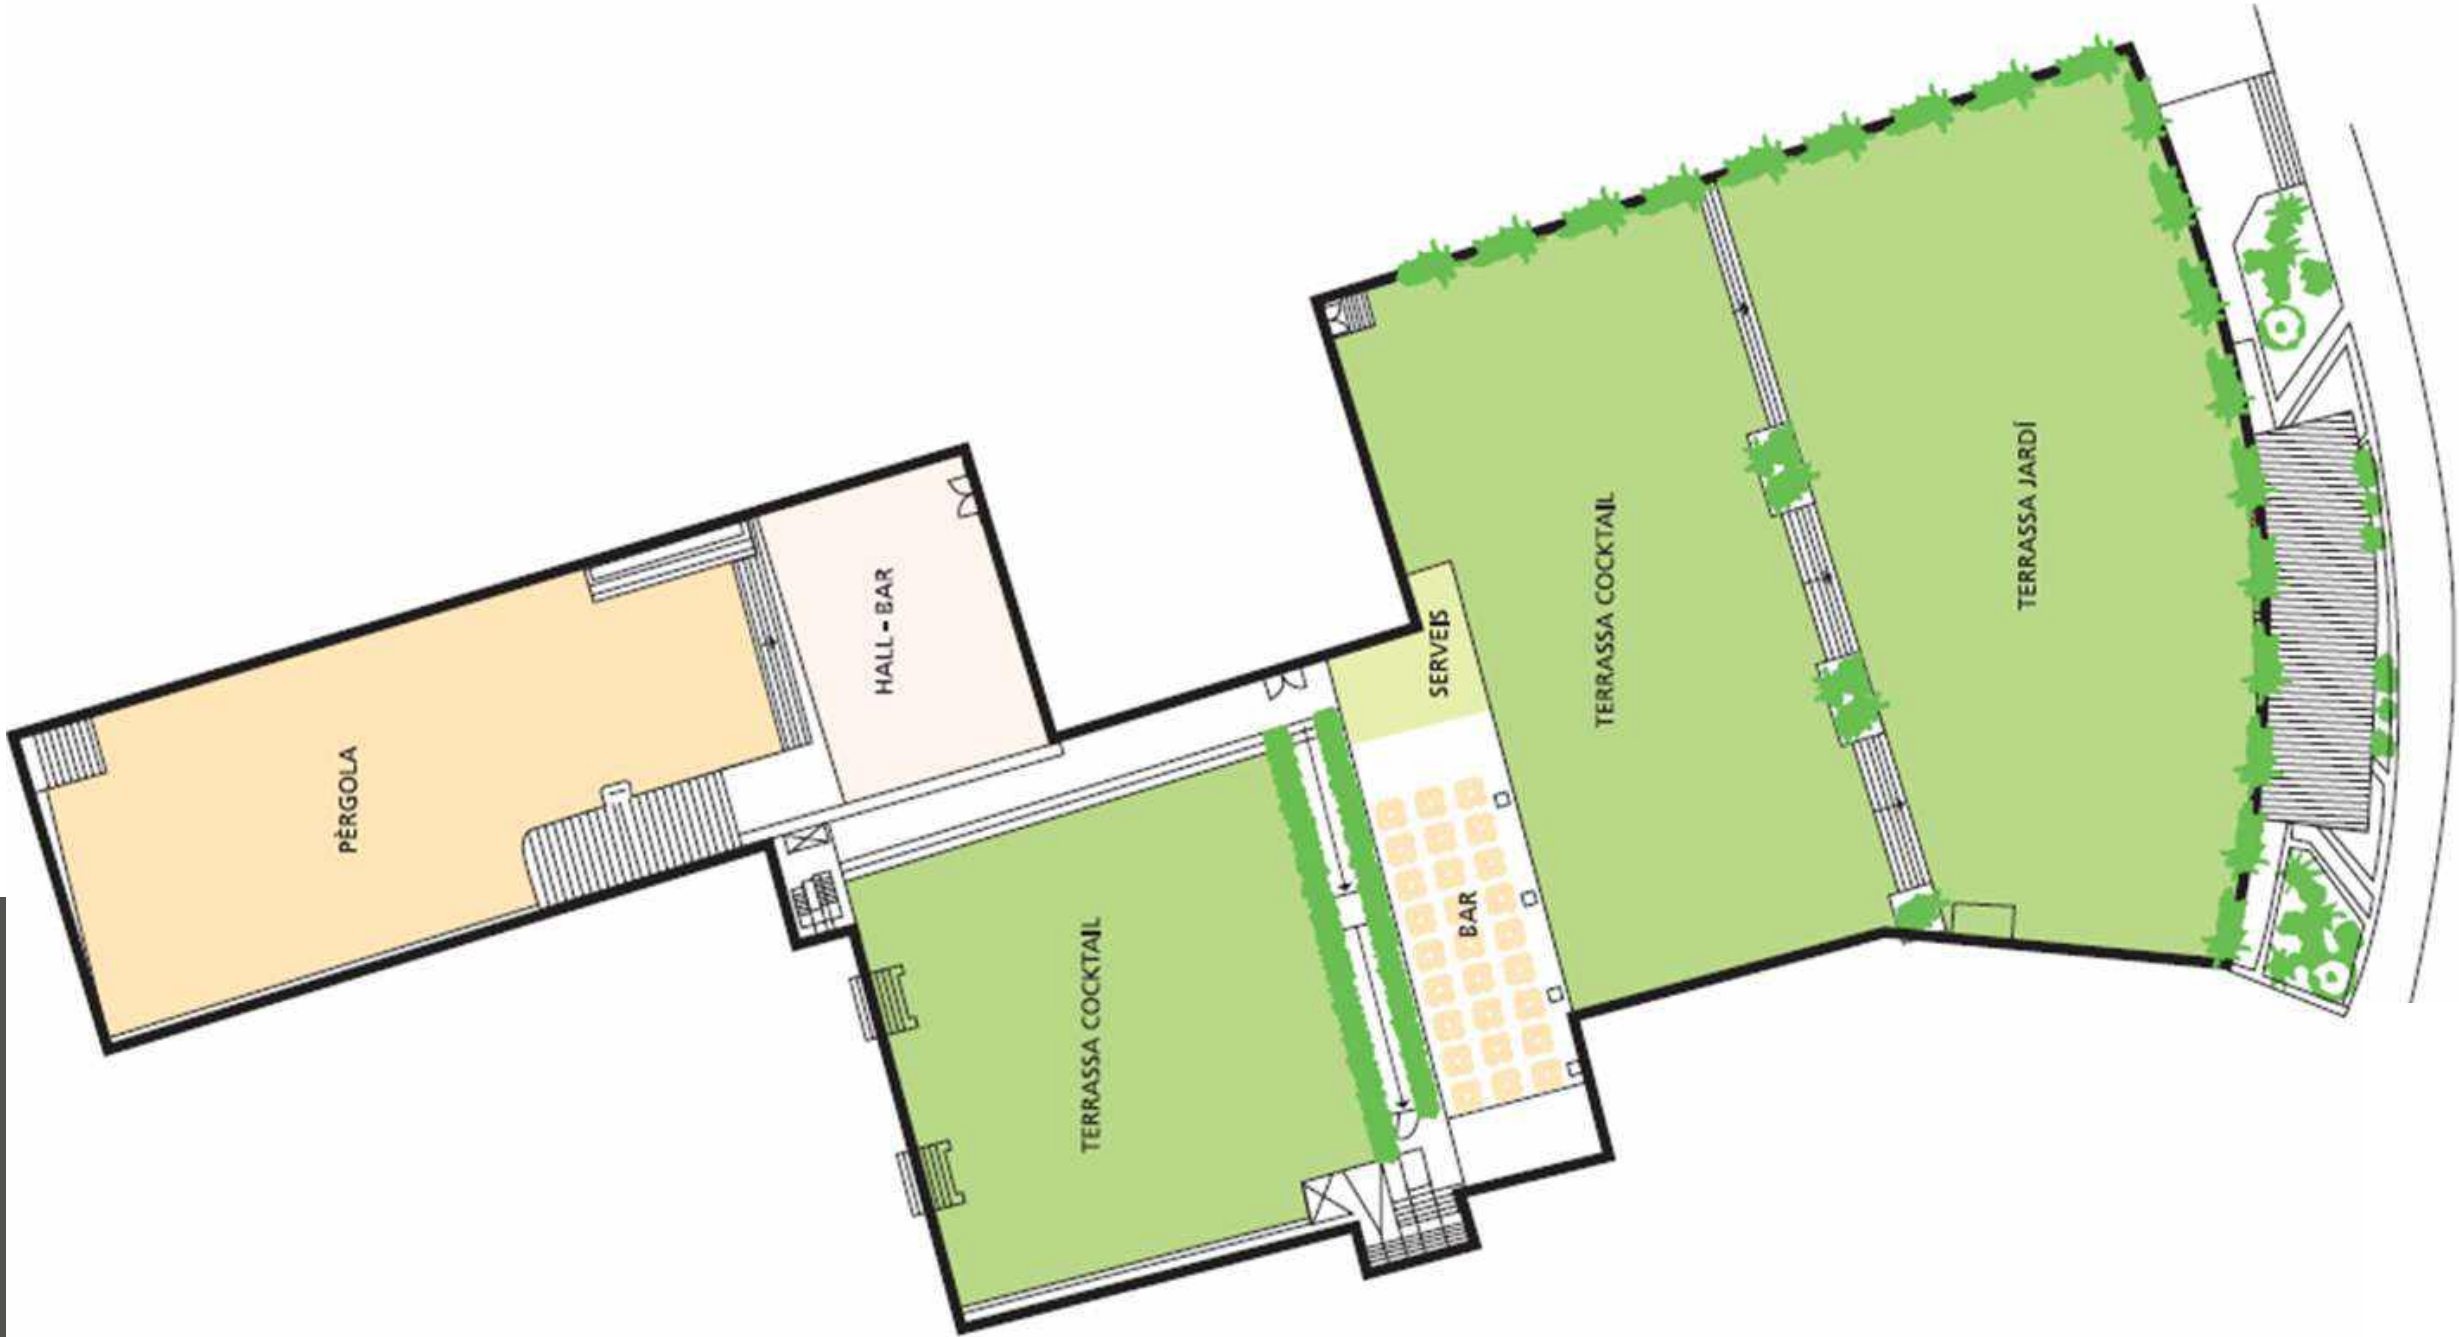 PÈRGOLA
HALL - BAR
TERRASSA COCKTAIL
SERVEIS
BAR
TERRASSA COCKTAIL
TERRASSA JARDÍ